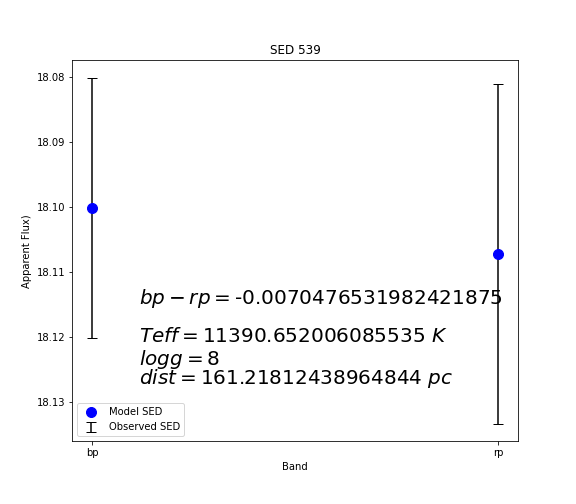 SED 539
18.08
18.09
18.10
18.11
18.12
18.13
Apparent Flux)
bp − rp = -0.0070476531982421875
Teff = 11390.652006085535 K
logg = 8
dist = 161.21812438964844 pc
Model SED
Observed SED
bp
rp
Band